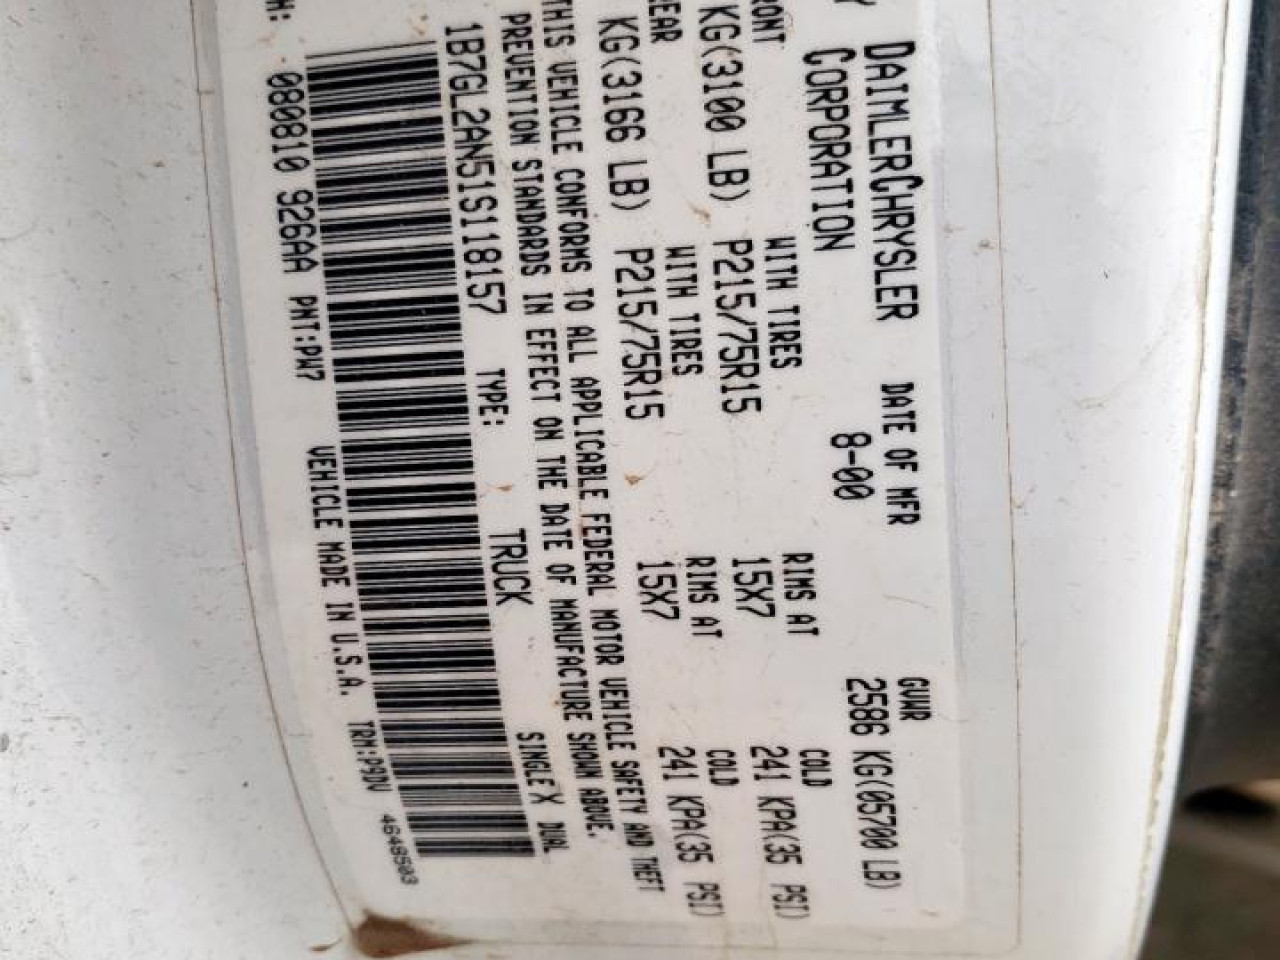 DAIMLERCHRYSLER DATE OF MFR GVWR
CORPORATION 8-00 2586 KG(05700 LB)
RONT WITH TIRES RIMS AT COLD
KG(3100 LB) P215/75R15 15X7 241 KPA(35 PSI)
EAR WITH TIRES RIMS AT COLD
KG(3166 LB) P215/75R15 15X7 241 KPA(35 PSI)
THIS VEHICLE CONFORMS TO ALL APPLICABLE FEDERAL MOTOR VEHICLE SAFETY AND THEFT
PREVENTION STANDARDS IN EFFECT ON THE DATE OF MANUFACTURE SHOWN ABOVE.
1B7GL2AN51S118157 TYPE: TRUCK SINGLE X DUAL
H: 080810 926AA PNT:PW7 VEHICLE MADE IN U.S.A. TRM:P9DV 4648503